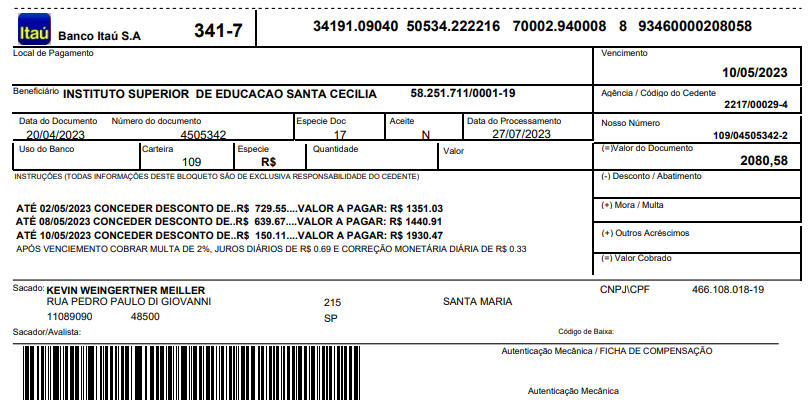 Itaú Banco Itaú S.A 341-7 34191.09040 50534.222216 70002.940008 8 93460000208058
Local de Pagamento
Vencimento
10/05/2023
Beneficiário INSTITUTO SUPERIOR DE EDUCACAO SANTA CECILIA 58.251.711/0001-19
Agência / Código do Cedente
2217/00029-4
Data do Documento Número do documento Especie Doc Aceite Data do Processamento
20/04/2023 4505342 17 N 27/07/2023
Nosso Número
109/04505342-2
Uso do Banco Carteira Especie Quantidade Valor
109 R$
(=)Valor do Documento
2080,58
INSTRUÇÕES (TODAS INFORMAÇÕES DESTE BLOQUETO SÃO DE EXCLUSIVA RESPONSABILIDADE DO CEDENTE)
(-) Desconto / Abatimento
(+) Mora / Multa
(+) Outros Acréscimos
(=) Valor Cobrado
ATÉ 02/05/2023 CONCEDER DESCONTO DE..R$ 729.55....VALOR A PAGAR: R$ 1351.03
ATÉ 08/05/2023 CONCEDER DESCONTO DE..R$ 639.67....VALOR A PAGAR: R$ 1440.91
ATÉ 10/05/2023 CONCEDER DESCONTO DE..R$ 150.11....VALOR A PAGAR: R$ 1930.47
APÓS VENCIEMENTO COBRAR MULTA DE 2%, JUROS DIÁRIOS DE R$ 0.69 E CORREÇÃO MONETÁRIA DIÁRIA DE R$ 0.33
Sacado: KEVIN WEINGERTNER MEILLER CNPJ\CPF 466.108.018-19
RUA PEDRO PAULO DI GIOVANNI 215 SANTA MARIA
11089090 48500 SP
Sacador/Avalista: Código de Baixa:
Autenticação Mecânica / FICHA DE COMPENSAÇÃO
Autenticação Mecânica